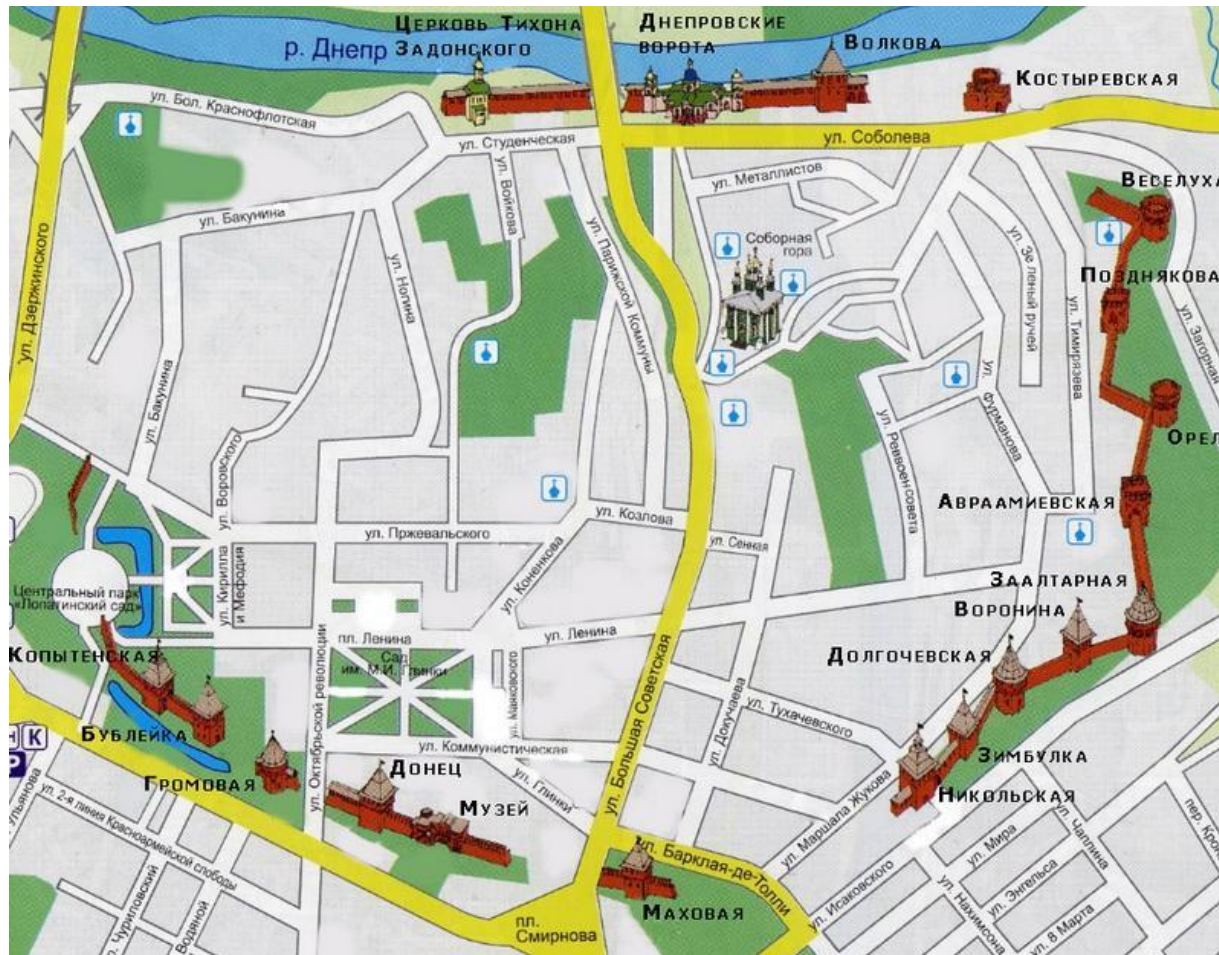 Церковь Тихона
Задонского
Днепровские
ворота
Волкова
р. Днепр
Костыревская
ул. Бол. Краснофлотская
ул. Студенческая
ул. Соболева
ул. Войкова
ул. Металлистов
Веселуха
ул. Бакунина
ул. Дзержинского
ул. Ногина
ул. Парижской Коммуны
Соборная
гора
ул. Зеленый ручей
ул. Тимирязева
Позднякова
ул. Загорная
ул. Бакунина
ул. Воровского
ул. Фурманова
ул. Реввоенсовета
Орел
Авраамиевская
ул. Козлова
ул. Пржевальского
ул. Сенная
ул. Коненкова
ул. Кирилла
и Мефодия
Центральный парк
«Лопатинский сад»
Заалтарная
Воронина
пл. Ленина
ул. Ленина
Сад
им. М.И. Глинки
Копытенская
Долгочевская
ул. Октябрьской революции
ул. Маяковского
ул. Большая Советская
ул. Докучаева
ул. Тухачевского
Бублейка
К
Р
ул. Коммунистическая
Зимбулка
Громовая
Донец
ул. Глинки
Никольская
Музей
ул. Маршала Жукова
ул. 2-я линия Красноармейской слободы
ул. Барклая-де-Толли
ул. Мира
ул. Чаплина
ул. Энгельса
ул. Исаковского
ул. Нахимсона
ул. 8 Марта
Маховая
пл.
Смирнова